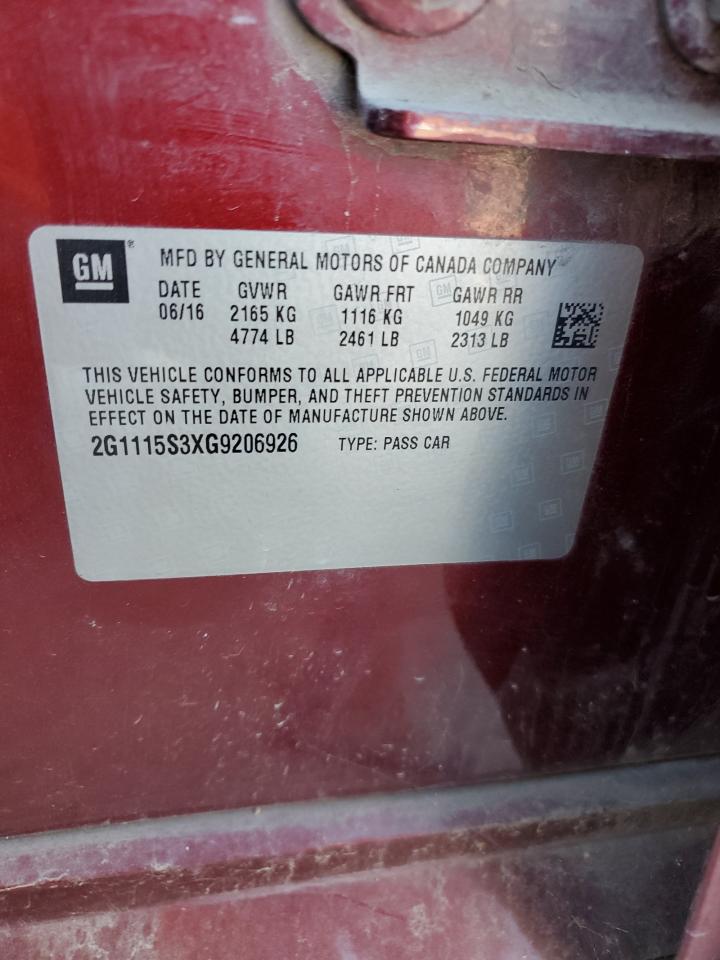 GM®
MFD BY GENERAL MOTORS OF CANADA COMPANY
DATE GVWR GAWR FRT GAWR RR
06/16 2165 KG 1116 KG 1049 KG
4774 LB 2461 LB 2313 LB
THIS VEHICLE CONFORMS TO ALL APPLICABLE U.S. FEDERAL MOTOR
VEHICLE SAFETY, BUMPER, AND THEFT PREVENTION STANDARDS IN
EFFECT ON THE DATE OF MANUFACTURE SHOWN ABOVE.
2G1115S3XG9206926 TYPE: PASS CAR